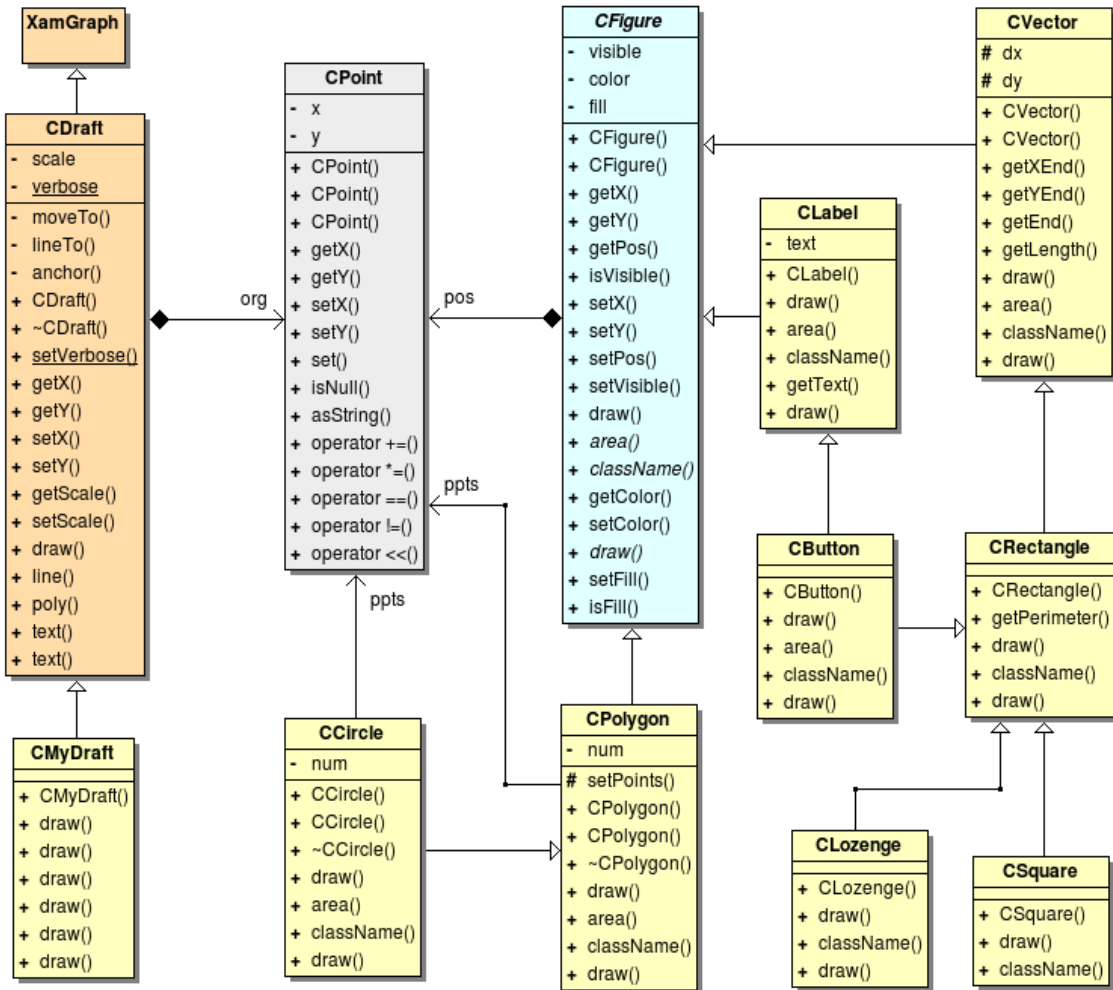 XamGraph
CDraft
- scale
- verbose
- moveTo()
- lineTo()
- anchor()
+ CDraft()
+ ~CDraft()
+ setVerbose()
+ getX()
+ getY()
+ setX()
+ setY()
+ getScale()
+ setScale()
+ draw()
+ line()
+ poly()
+ text()
+ text()
CMyDraft
+ CMyDraft()
+ draw()
+ draw()
+ draw()
+ draw()
+ draw()
+ draw()
org
CPoint
- x
- y
+ CPoint()
+ CPoint()
+ CPoint()
+ getX()
+ getY()
+ setX()
+ setY()
+ set()
+ isNull()
+ asString()
+ operator +=()
+ operator *=()
+ operator ==()
+ operator !=()
+ operator <<()
pos
ppts
ppts
CCircle
- num
+ CCircle()
+ CCircle()
+ ~CCircle()
+ draw()
+ area()
+ className()
+ draw()
CFigure
- visible
- color
- fill
+ CFigure()
+ CFigure()
+ getX()
+ getY()
+ getPos()
+ isVisible()
+ setX()
+ setY()
+ setPos()
+ setVisible()
+ draw()
+ area()
+ className()
+ getColor()
+ setColor()
+ draw()
+ setFill()
+ isFill()
CPolygon
- num
# setPoints()
+ CPolygon()
+ CPolygon()
+ ~CPolygon()
+ draw()
+ area()
+ className()
+ draw()
CLabel
- text
+ CLabel()
+ draw()
+ area()
+ className()
+ getText()
+ draw()
CButton
+ CButton()
+ draw()
+ area()
+ className()
+ draw()
CLozenge
+ CLozenge()
+ draw()
+ className()
+ draw()
CVector
# dx
# dy
+ CVector()
+ CVector()
+ getXEnd()
+ getYEnd()
+ getEnd()
+ getLength()
+ draw()
+ area()
+ className()
+ draw()
CRectangle
+ CRectangle()
+ getPerimeter()
+ draw()
+ className()
+ draw()
CSquare
+ CSquare()
+ draw()
+ className()